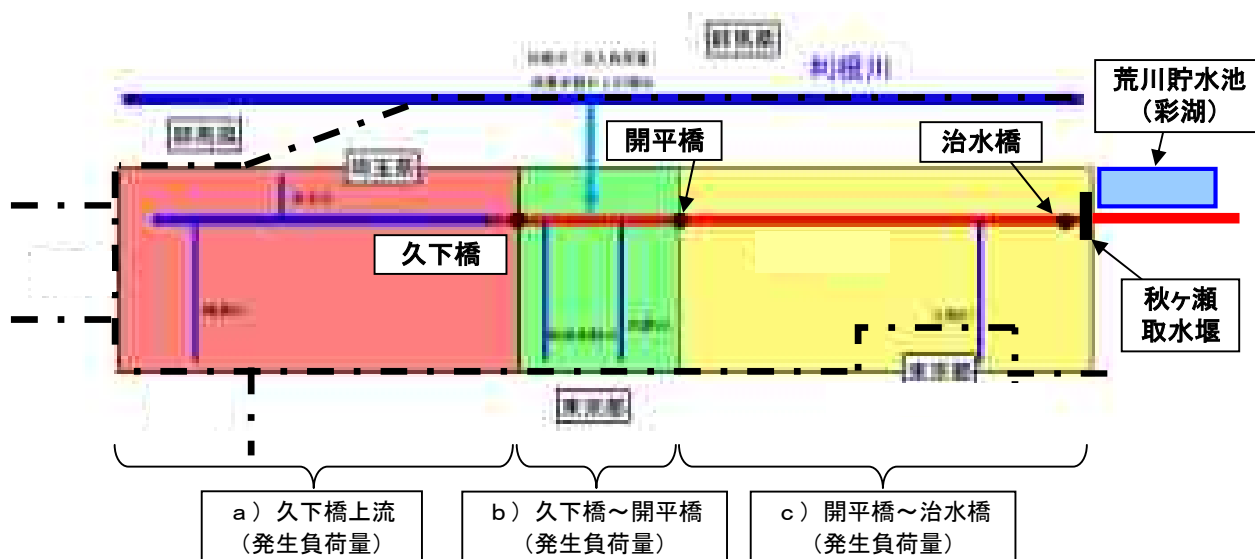 群馬県
利根川
荒川貯水池
（彩湖）
群馬県
埼玉県
開平橋
治水橋
久下橋
秋ヶ瀬
取水堰
東京都
東京都
ａ）久下橋上流
（発生負荷量）
ｂ）久下橋～開平橋
（発生負荷量）
ｃ）開平橋～治水橋
（発生負荷量）